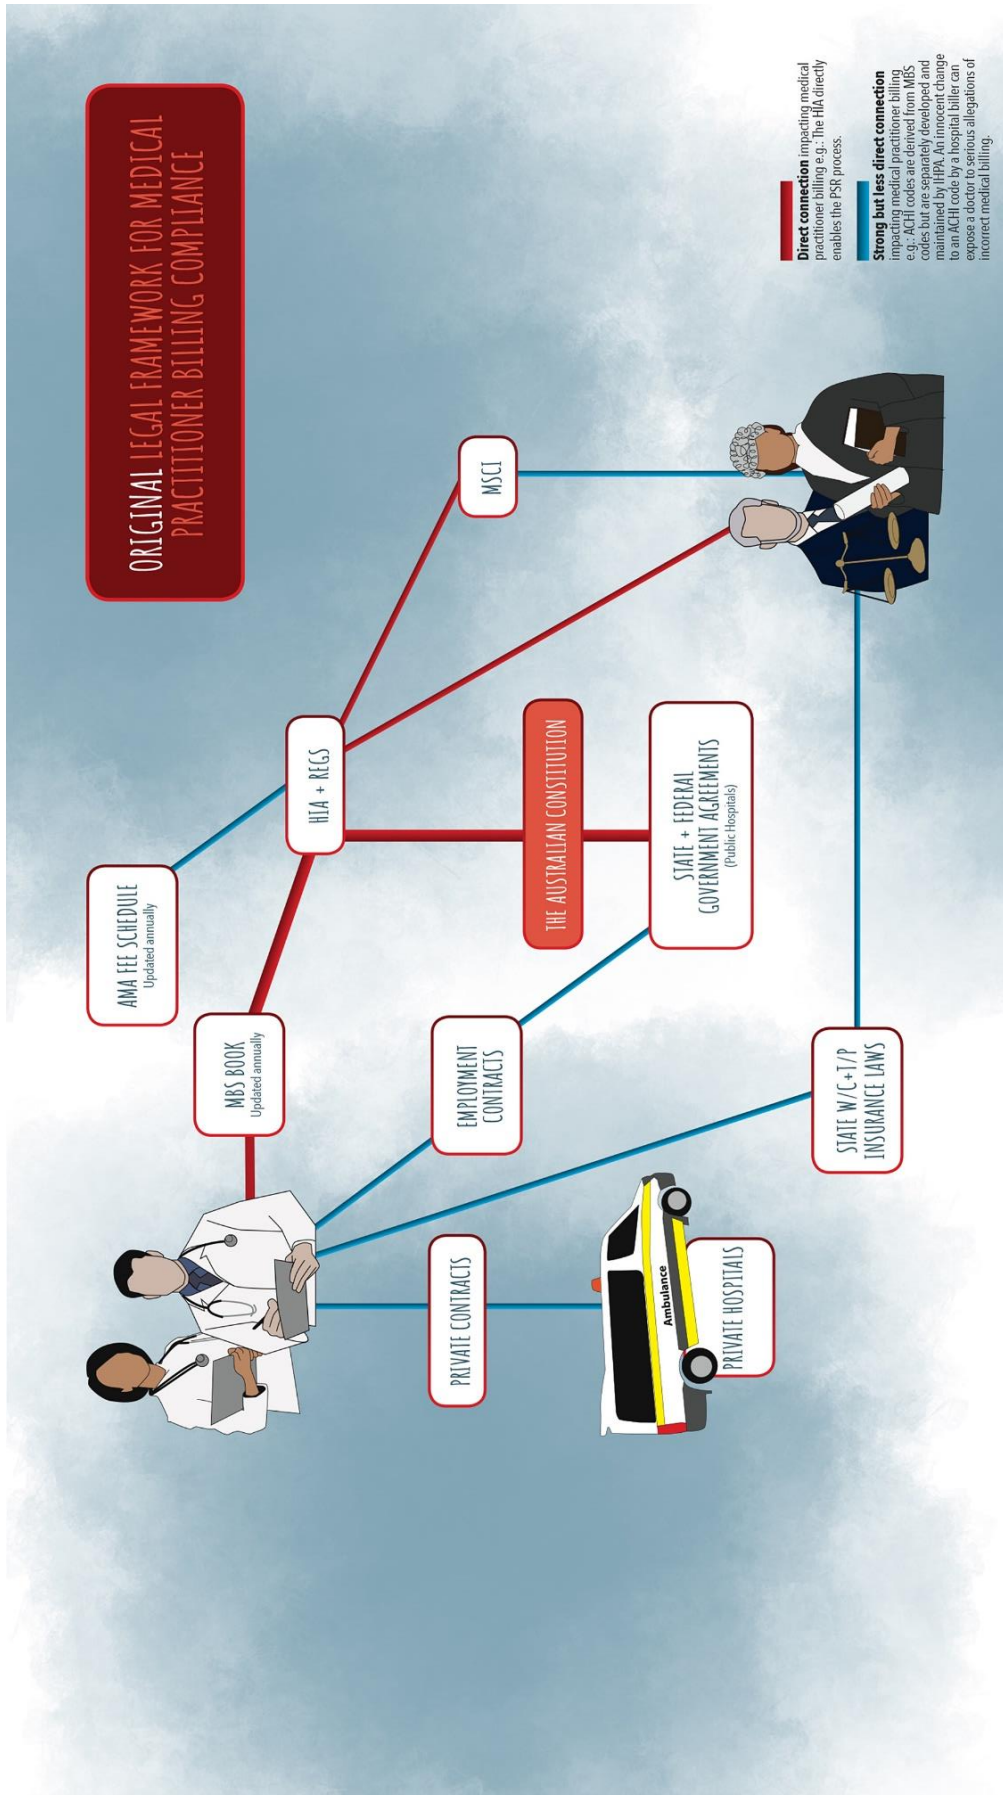 ORIGINAL LEGAL FRAMEWORK FOR MEDICAL
PRACTITIONER BILLING COMPLIANCE
AMA FEE SCHEDULE
Updated annually
MBS BOOK
Updated annually
HIA + REGS
MSCI
PRIVATE CONTRACTS
EMPLOYMENT
CONTRACTS
THE AUSTRALIAN CONSTITUTION
STATE + FEDERAL
GOVERNMENT AGREEMENTS
(Public Hospitals)
Ambulance
PRIVATE HOSPITALS
STATE W/C+T/P
INSURANCE LAWS
Direct connection impacting medical
practitioner billing e.g.: The HIA directly
enables the PSR process.
Strong but less direct connection
impacting medical practitioner billing
e.g.: ACHI codes are derived from MBS
codes but are separately developed and
maintained by IHPA. An innocent change
to an ACHI code by a hospital biller can
expose a doctor to serious allegations of
incorrect medical billing.